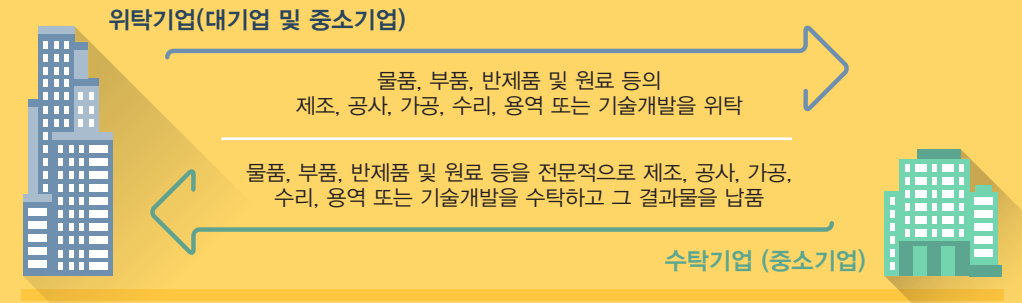 위탁기업(대기업 및 중소기업)
물품, 부품, 반제품 및 원료 등의
제조, 공사, 가공, 수리, 용역 또는 기술개발을 위탁
물품, 부품, 반제품 및 원료 등을 전문적으로 제조, 공사, 가공,
수리, 용역 또는 기술개발을 수탁하고 그 결과물을 납품
수탁기업 (중소기업)